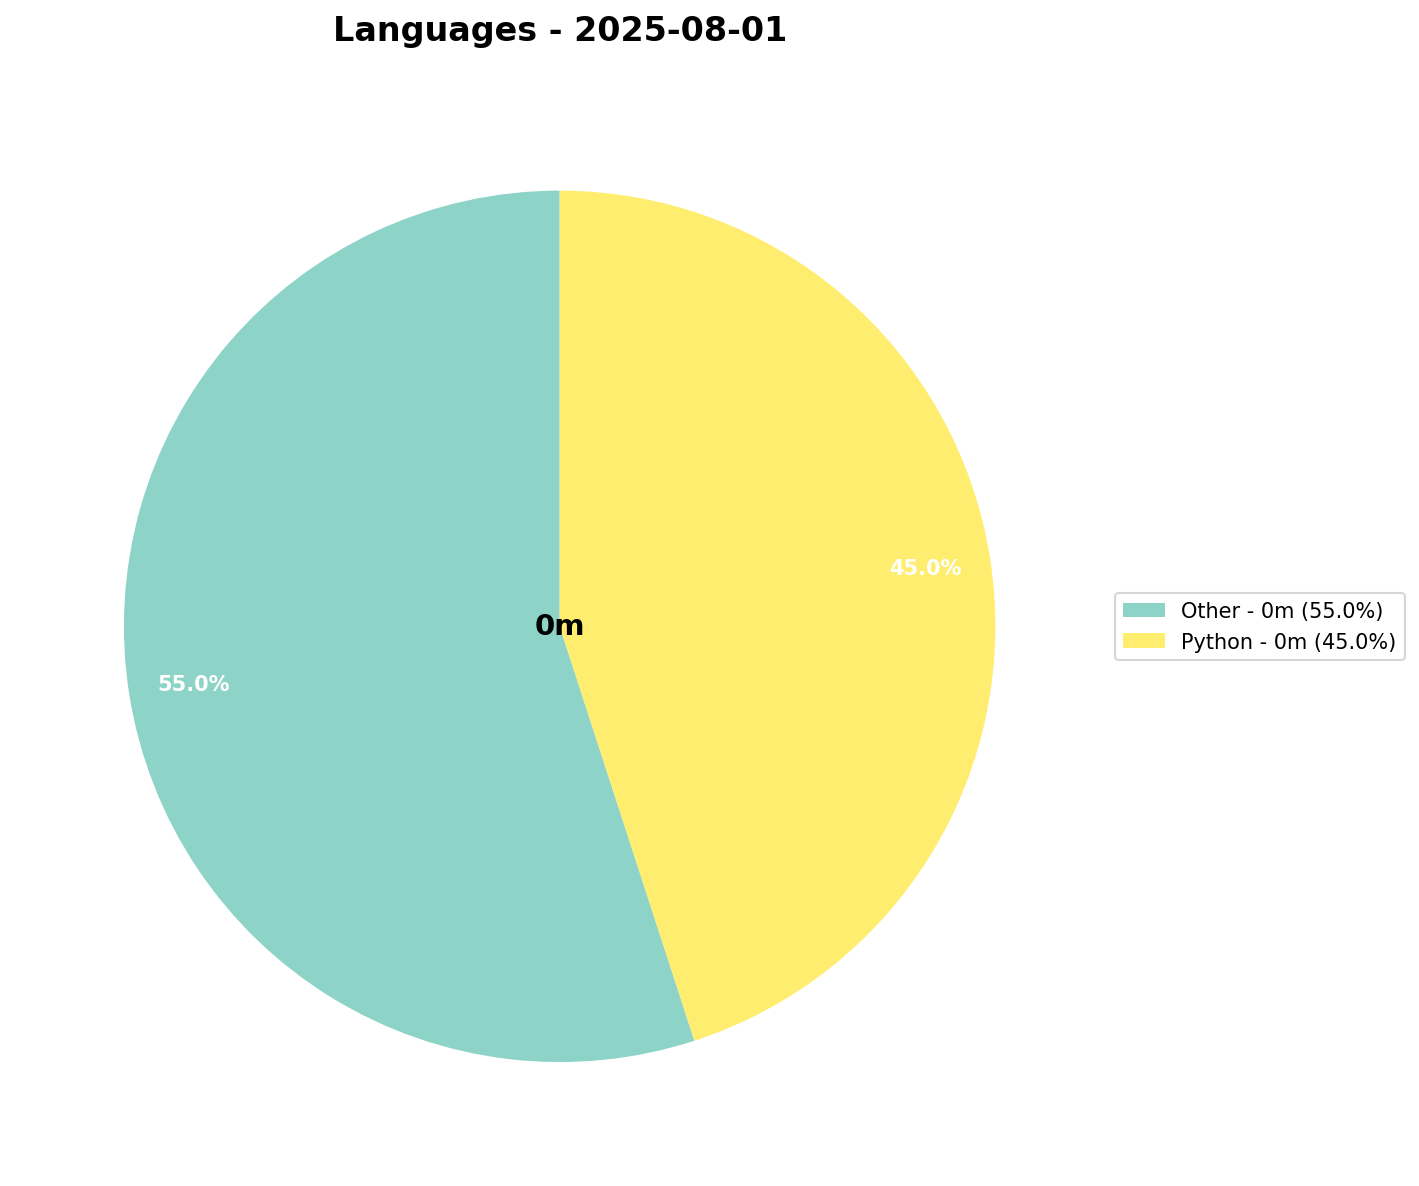 Languages - 2025-08-01
45.0%
0m
55.0%
Other - 0m (55.0%)
Python - 0m (45.0%)